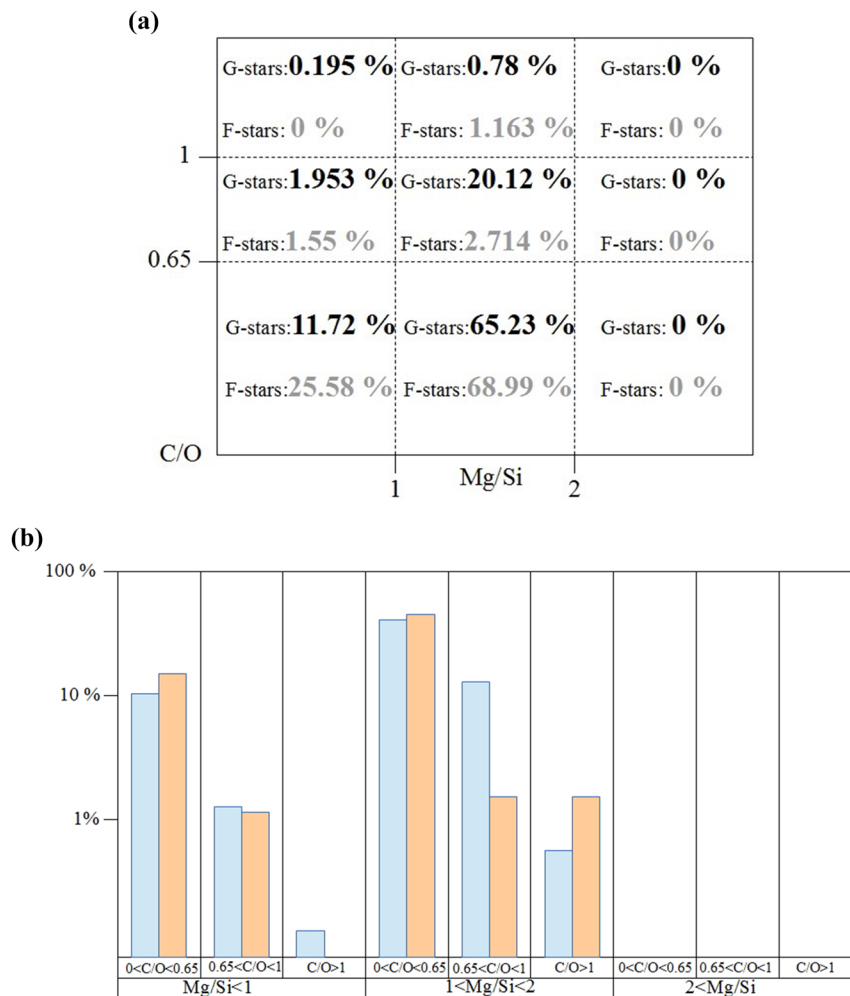 (a)
G-stars:0.195 % G-stars:0.78 % G-stars:0 %
F-stars:0 % F-stars:1.163% F-stars:0 %
1
G-stars:1.953 % G-stars:20.12 % G-stars: 0 %
F-stars:1.55 % F-stars:2.714 % F-stars: 0%
0.65
G-stars:11.72 % G-stars:65.23 % G-stars: 0 %
F-stars:25.58 % F-stars:68.99 % F-stars: 0 %
C/O
Mg/Si
1 2
(b)
100 %
10 %
1%
0<C/O<0.65 0.65<C/O<1 C/O>1 0<C/O<0.65 0.65<C/O<1 C/O>1 0<C/O<0.65 0.65<C/O<1 C/O>1
Mg/Si<1 1<Mg/Si<2 2<Mg/Si